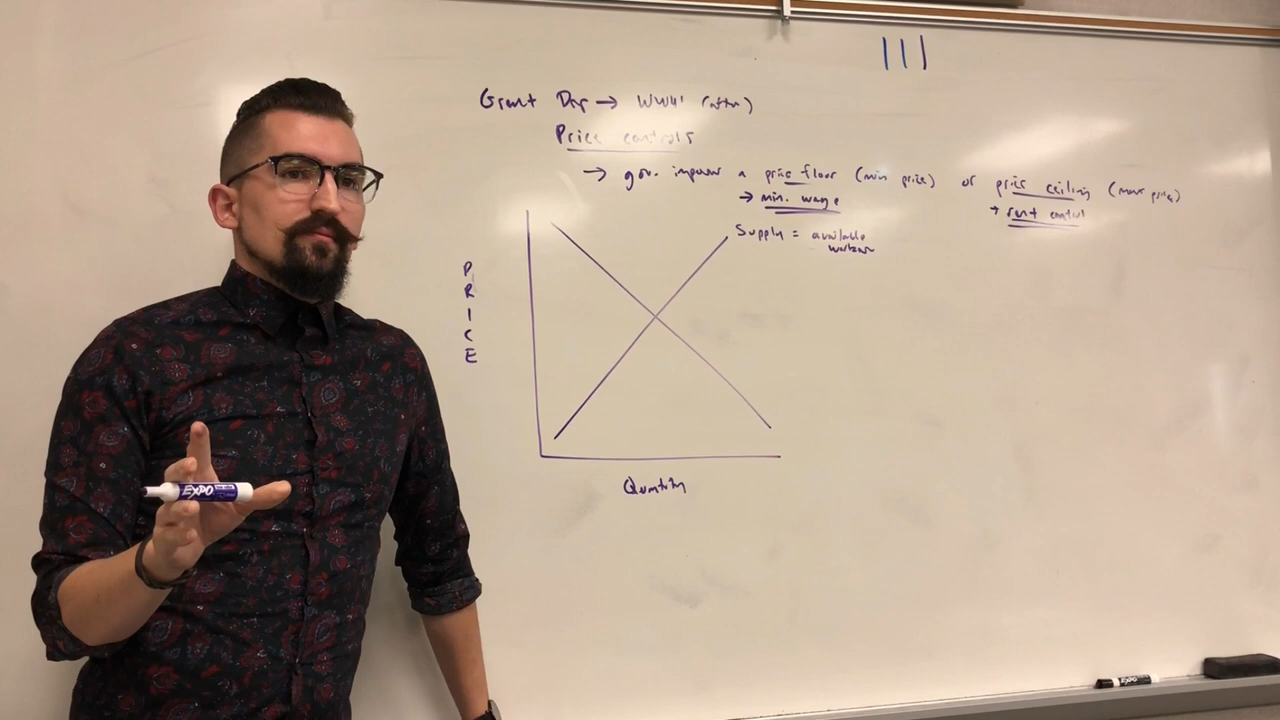 Great Dep → WWII (after)
Price controls
→ gov. imposes a price floor (min price) or price ceiling (max price)
→ min. wage
→ rent control
Supply = available
workers
PRICE
Quantity
EXPO
EXPO